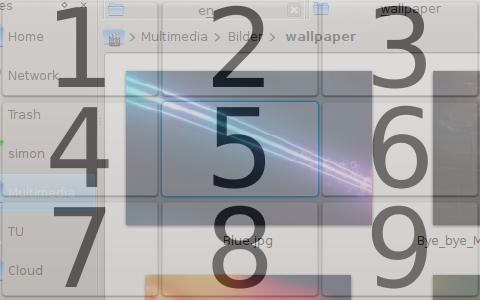 es
en
wallpaper
Home
Multimedia Bilder wallpaper
1 2 3
Network
Trash
4 5 6
simon
Multimedia
TU
7 8 9
Blue.jpg
Bye_bye_M
Cloud